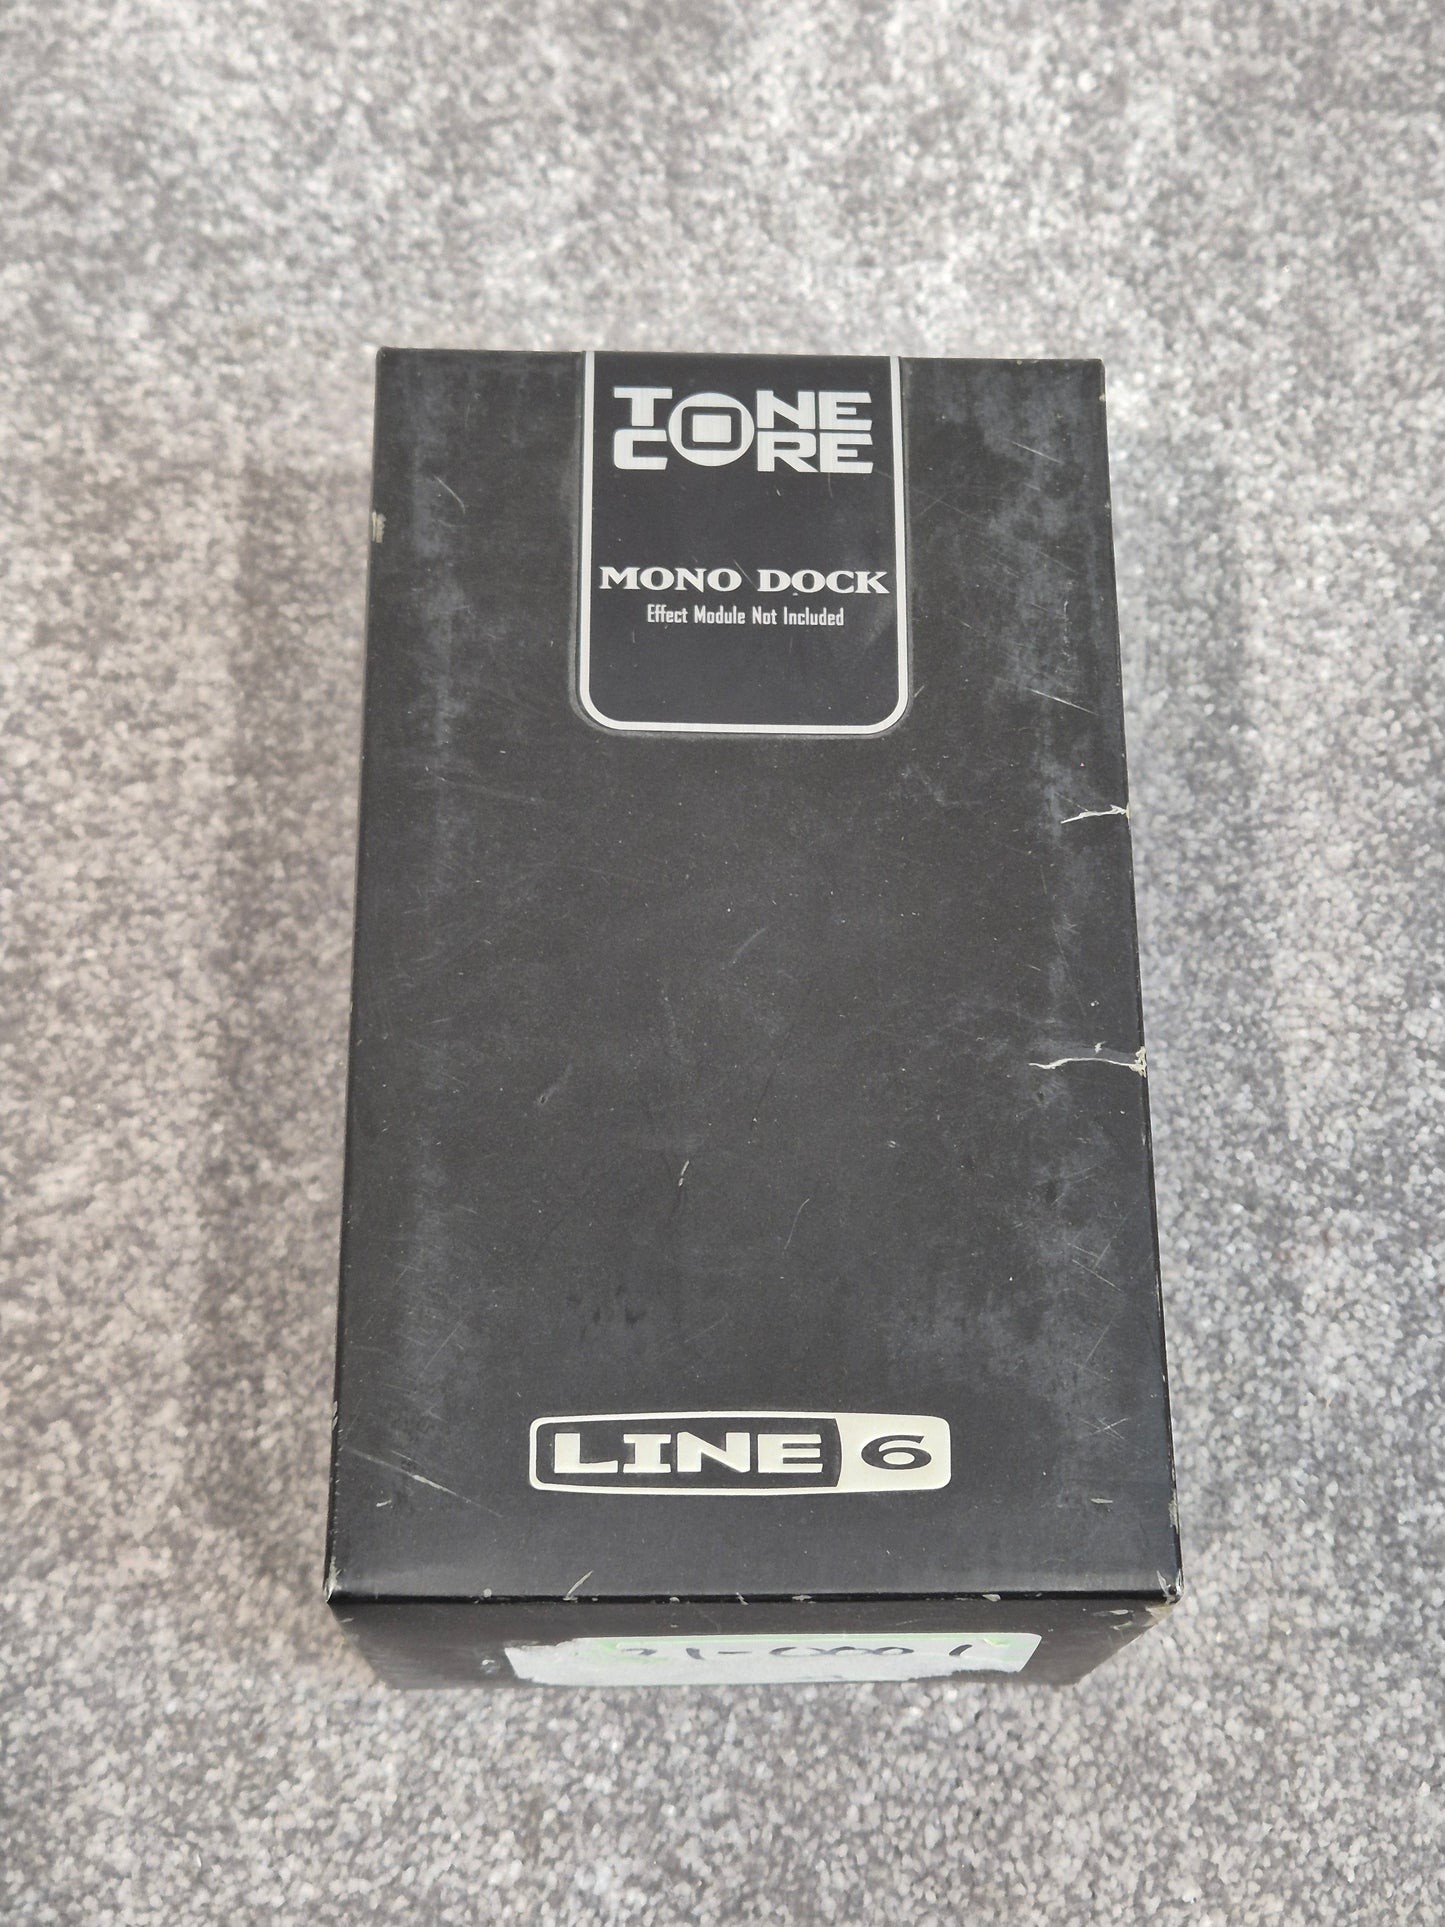 TONE
CORE
MONO DOCK
Effect Module Not Included
LINE 6